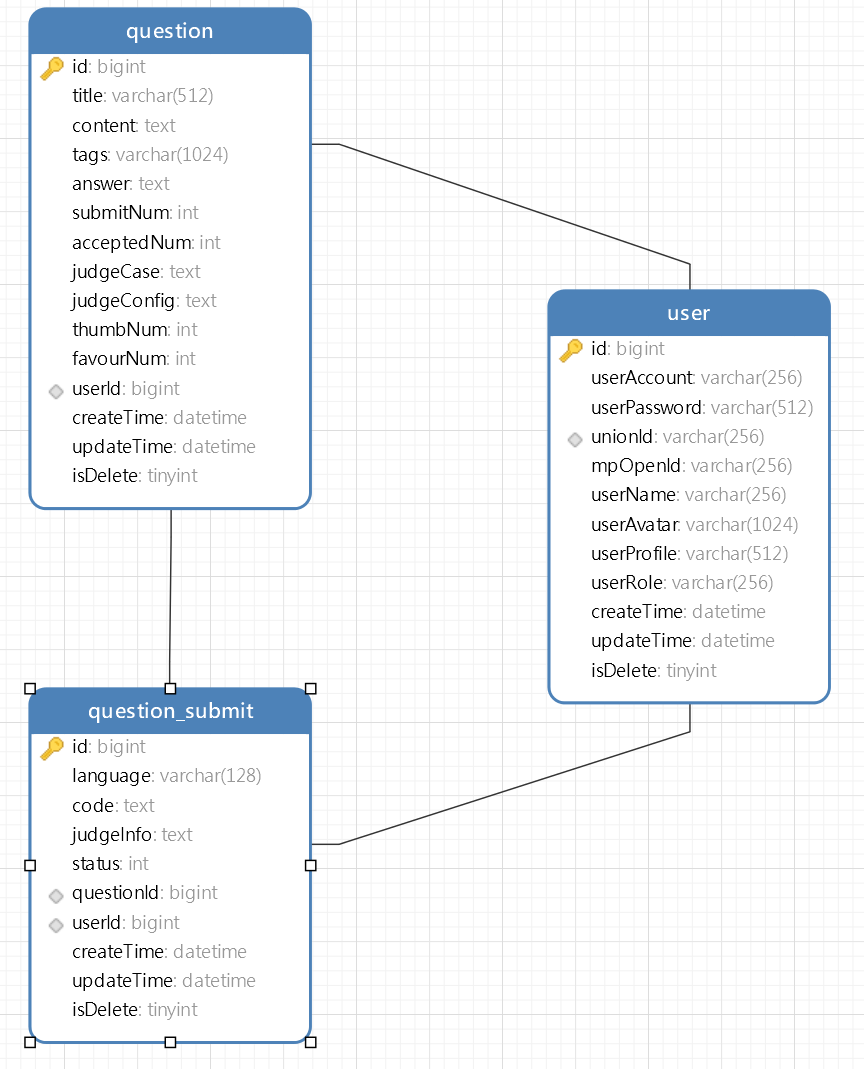 question
id: bigint
title: varchar(512)
content: text
tags: varchar(1024)
answer: text
submitNum: int
acceptedNum: int
judgeCase: text
judgeConfig: text
thumbNum: int
favourNum: int
userId: bigint
createTime: datetime
updateTime: datetime
isDelete: tinyint
user
id: bigint
userAccount: varchar(256)
userPassword: varchar(512)
unionId: varchar(256)
mpOpenId: varchar(256)
userName: varchar(256)
userAvatar: varchar(1024)
userProfile: varchar(512)
userRole: varchar(256)
createTime: datetime
updateTime: datetime
isDelete: tinyint
question_submit
id: bigint
language: varchar(128)
code: text
judgeInfo: text
status: int
questionId: bigint
userId: bigint
createTime: datetime
updateTime: datetime
isDelete: tinyint